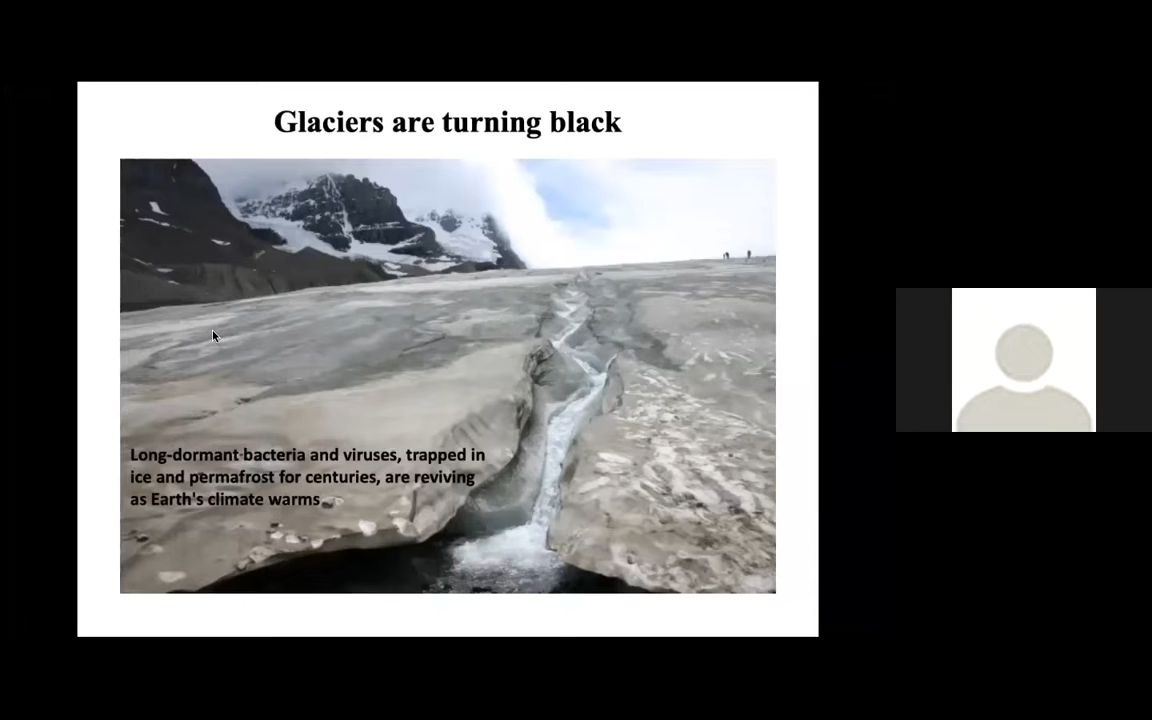 Glaciers are turning black
Long-dormant bacteria and viruses, trapped in
ice and permafrost for centuries, are reviving
as Earth's climate warms